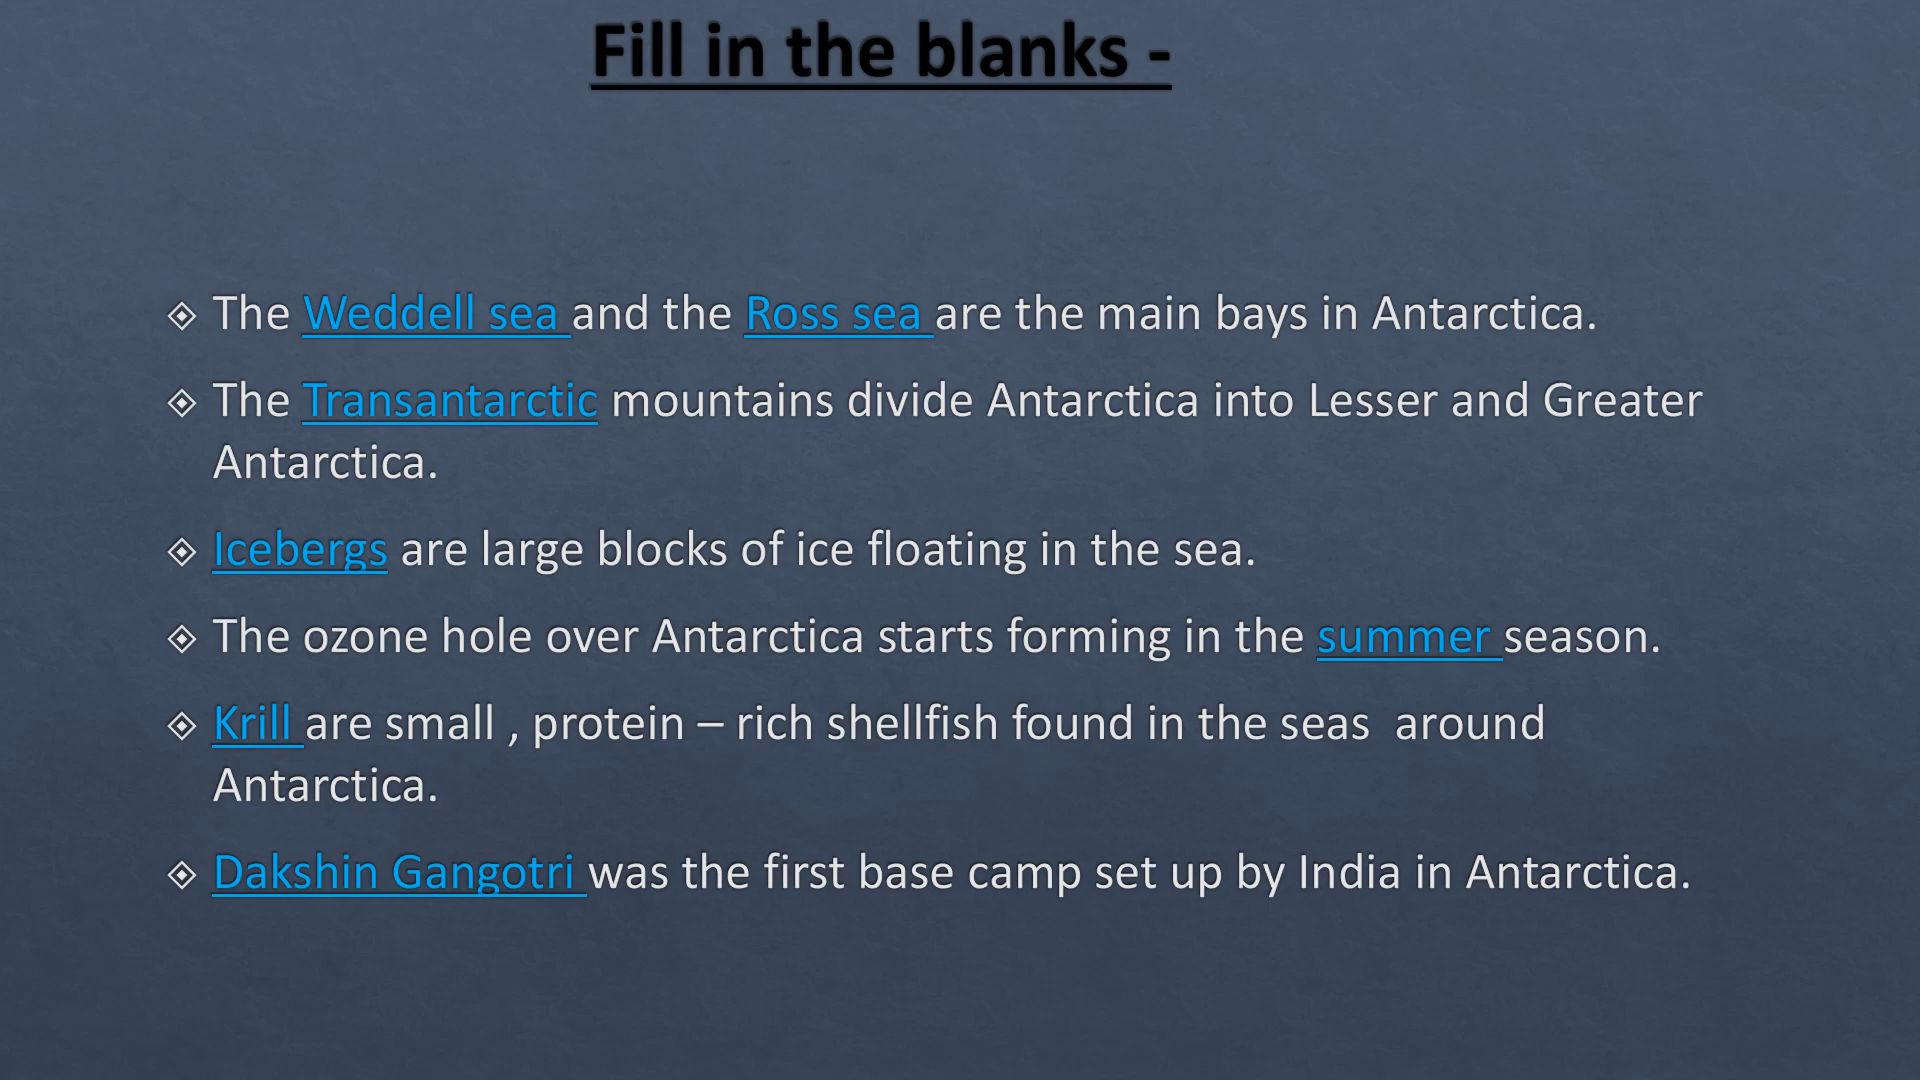 Fill in the blanks -
The Weddell sea and the Ross sea are the main bays in Antarctica.
The Transantarctic mountains divide Antarctica into Lesser and Greater
Antarctica.
Icebergs are large blocks of ice floating in the sea.
The ozone hole over Antarctica starts forming in the summer season.
Krill are small , protein – rich shellfish found in the seas  around
Antarctica.
Dakshin Gangotri was the first base camp set up by India in Antarctica.